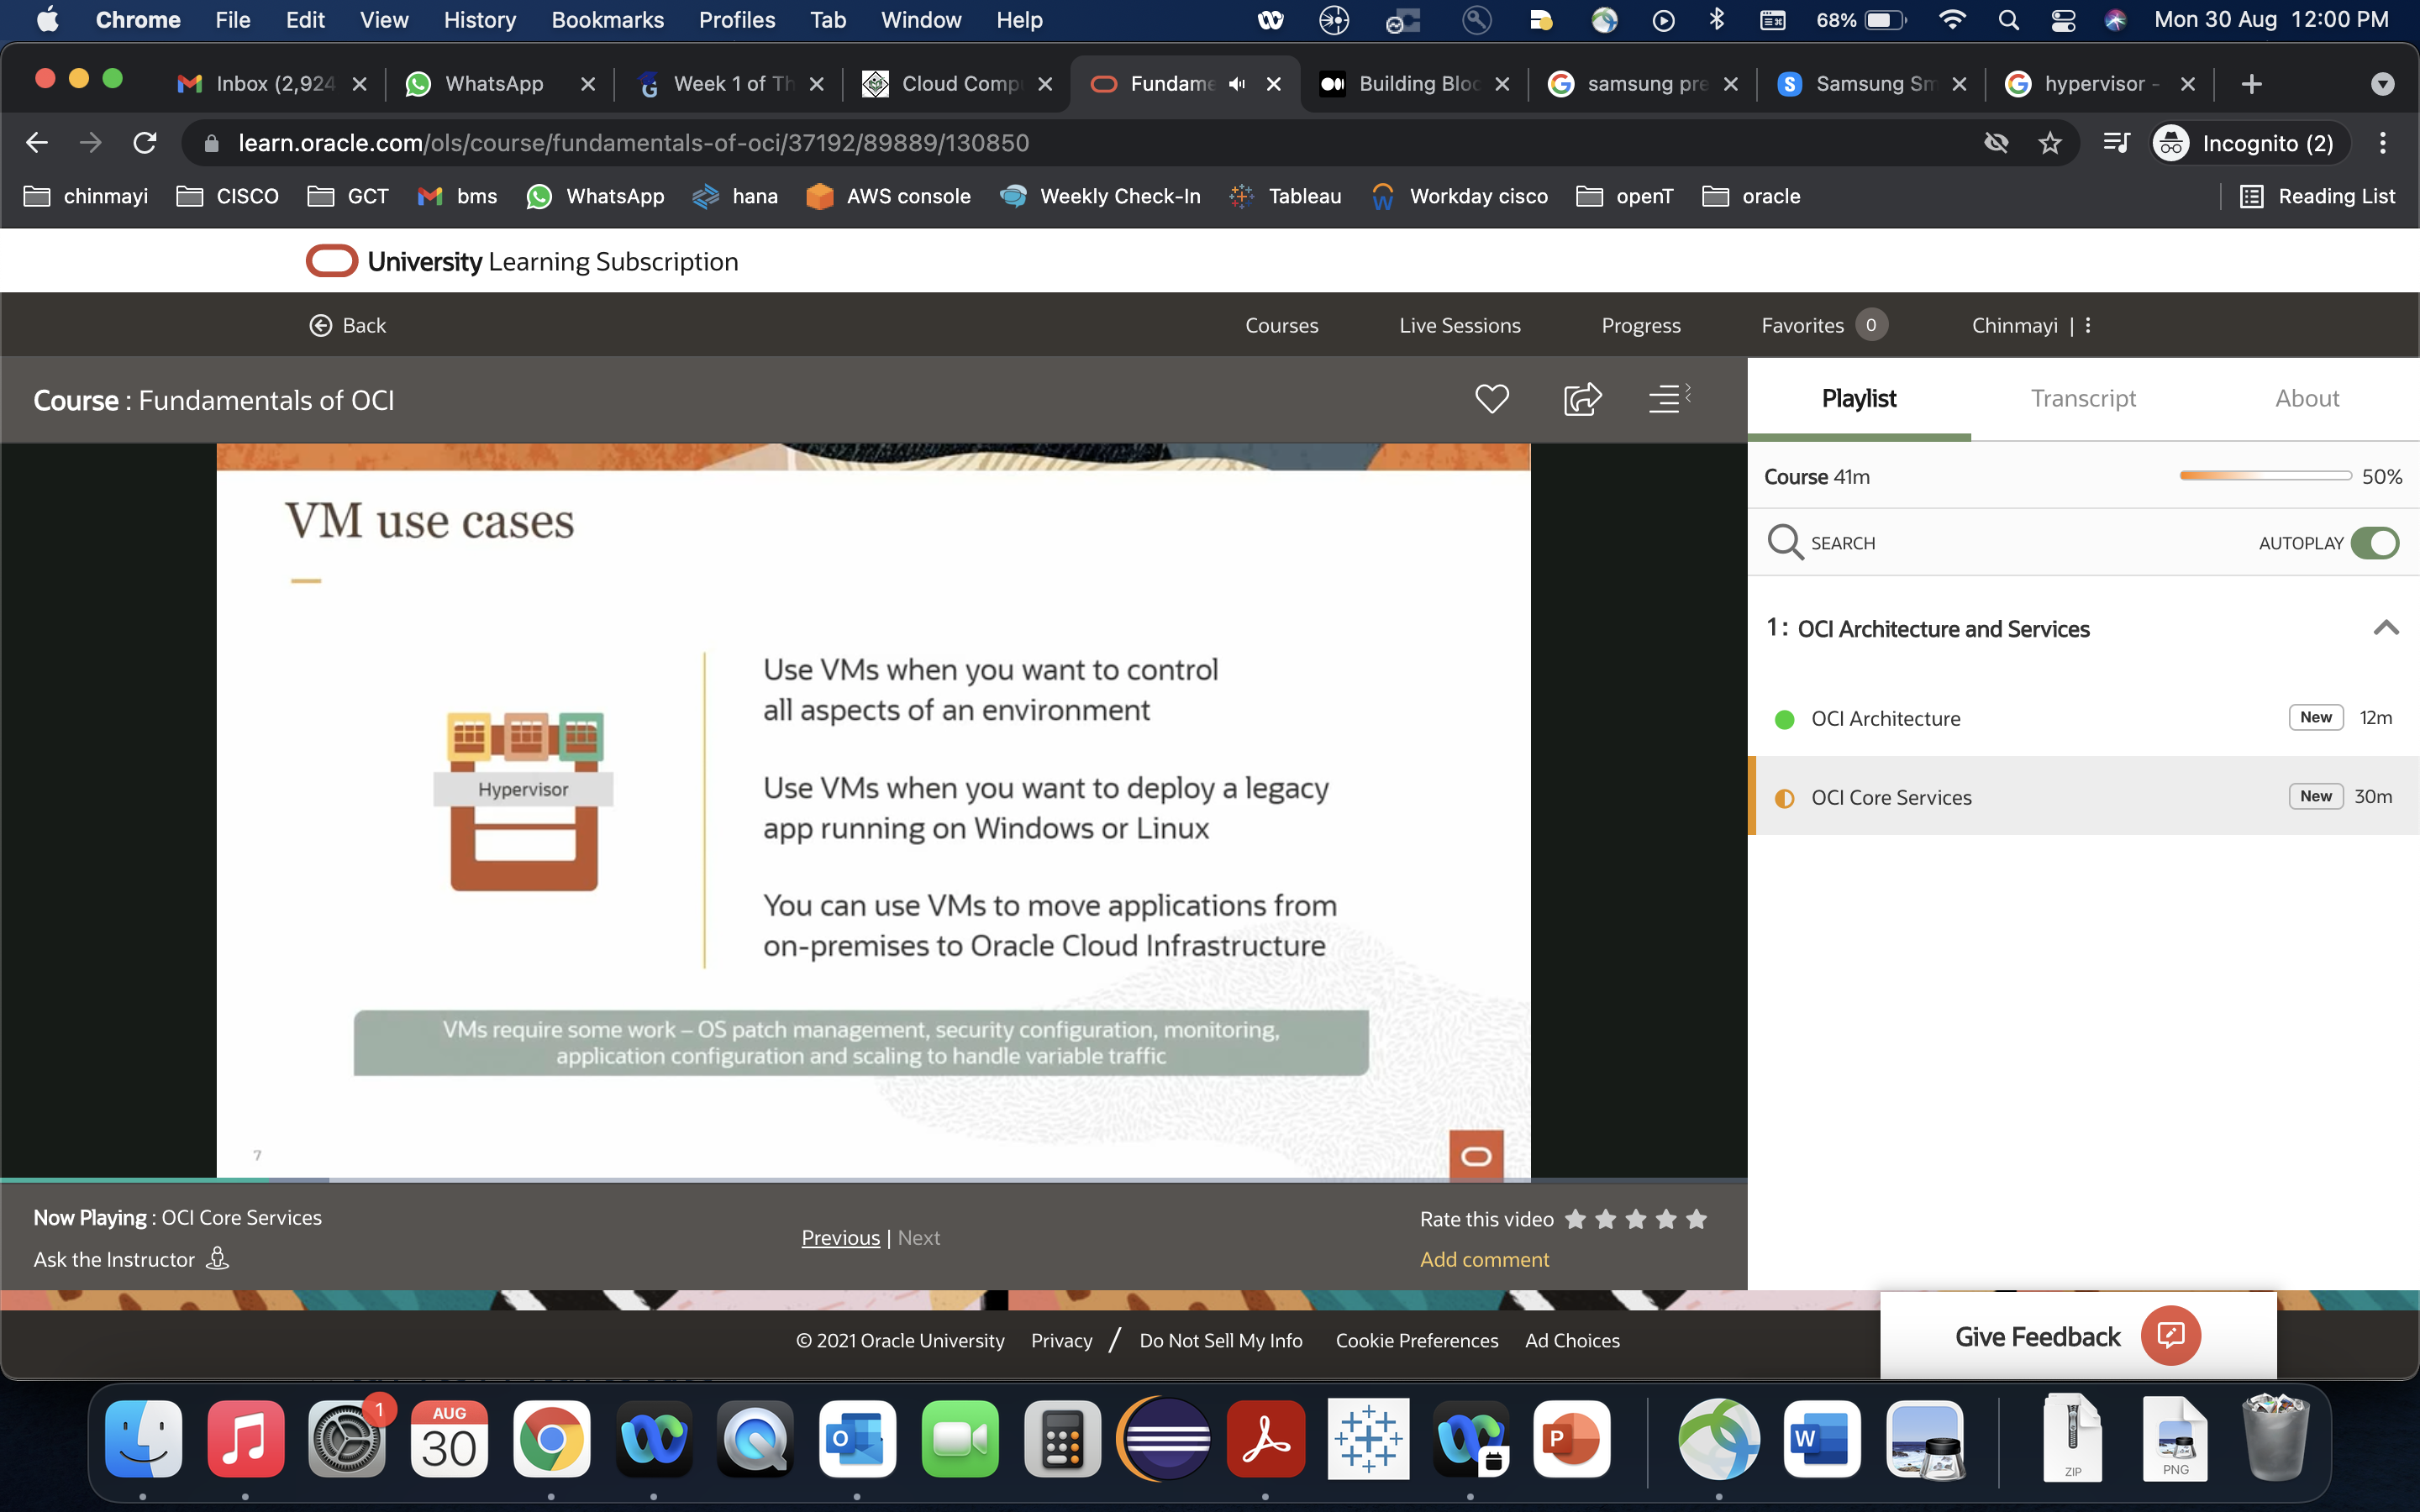 Chrome File Edit View History Bookmarks Profiles Tab Window Help 68% Mon 30 Aug 12:00 PM
Inbox (2,924 WhatsApp Week 1 of Th Cloud Comp Fundame Building Bloc samsung pre Samsung Sm hypervisor -
learn.oracle.com/ols/course/fundamentals-of-oci/37192/89889/130850 Incognito (2)
chinmayi CISCO GCT bms WhatsApp hana AWS console Weekly Check-In Tableau Workday cisco openT oracle Reading List
University Learning Subscription
Back Courses Live Sessions Progress Favorites 0 Chinmayi |
Course : Fundamentals of OCI
Playlist Transcript About
Course 41m 50%
SEARCH AUTOPLAY
1: OCI Architecture and Services
OCI Architecture New 12m
OCI Core Services New 30m
VM use cases
Hypervisor
Use VMs when you want to control
all aspects of an environment
Use VMs when you want to deploy a legacy
app running on Windows or Linux
You can use VMs to move applications from
on-premises to Oracle Cloud Infrastructure
VMs require some work – OS patch management, security configuration, monitoring,
application configuration and scaling to handle variable traffic
7
Now Playing : OCI Core Services
Ask the Instructor
Previous | Next
Rate this video
Add comment
© 2021 Oracle University Privacy / Do Not Sell My Info Cookie Preferences Ad Choices
Give Feedback
1
AUG
30
ZIP
PNG